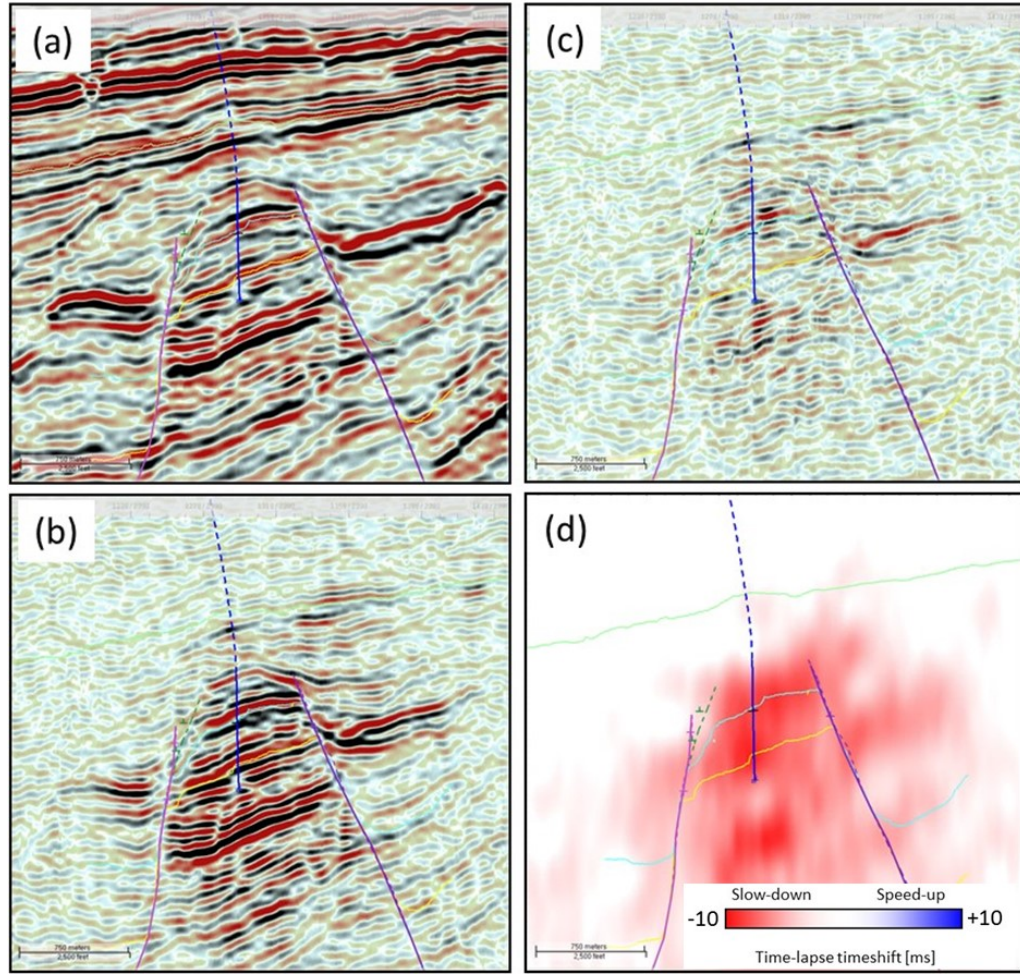 (a)
(c)
750 meters
2,500 feet
750 meters
2,500 feet
(b)
(d)
Slow-down Speed-up
-10 +10
Time-lapse timeshift [ms]
750 meters
2,500 feet
750 meters
2,500 feet